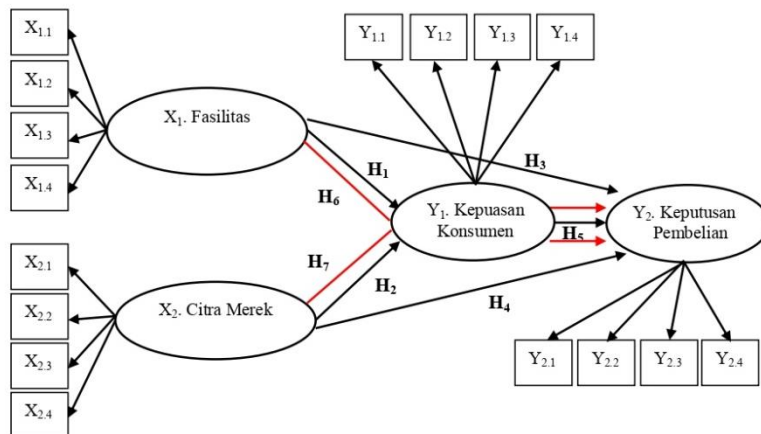 X1.1
X1.2
X1.3
X1.4
X1. Fasilitas
Y1.1
Y1.2
Y1.3
Y1.4
H3
H1
H6
Y1. Kepuasan
Konsumen
H5
Y2. Keputusan
Pembelian
H7
H2
H4
X2.1
X2.2
X2.3
X2.4
X2. Citra Merek
Y2.1
Y2.2
Y2.3
Y2.4